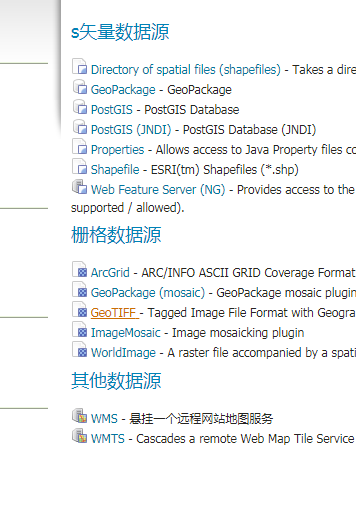 s矢量数据源
Directory of spatial files (shapefiles) - Takes a dire
GeoPackage - GeoPackage
PostGIS - PostGIS Database
PostGIS (JNDI) - PostGIS Database (JNDI)
Properties - Allows access to Java Property files co
Shapefile - ESRI(tm) Shapefiles (*.shp)
Web Feature Server (NG) - Provides access to the
supported / allowed).
栅格数据源
ArcGrid - ARC/INFO ASCII GRID Coverage Format
GeoPackage (mosaic) - GeoPackage mosaic plugin
GeoTIFF - Tagged Image File Format with Geogra
ImageMosaic - Image mosaicking plugin
WorldImage - A raster file accompanied by a spati
其他数据源
WMS - 悬挂一个远程网站地图服务
WMTS - Cascades a remote Web Map Tile Service